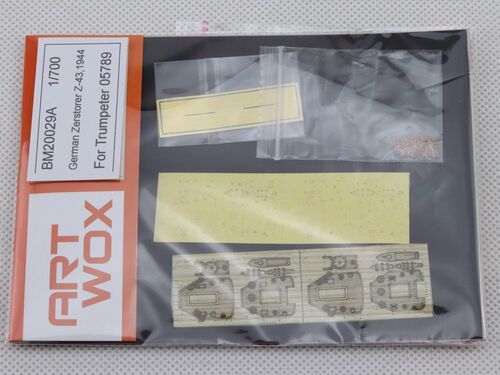 BM20029A 1/700
German Zerstorer Z-43,1944
For Trumpeter 05789
ART
WOX